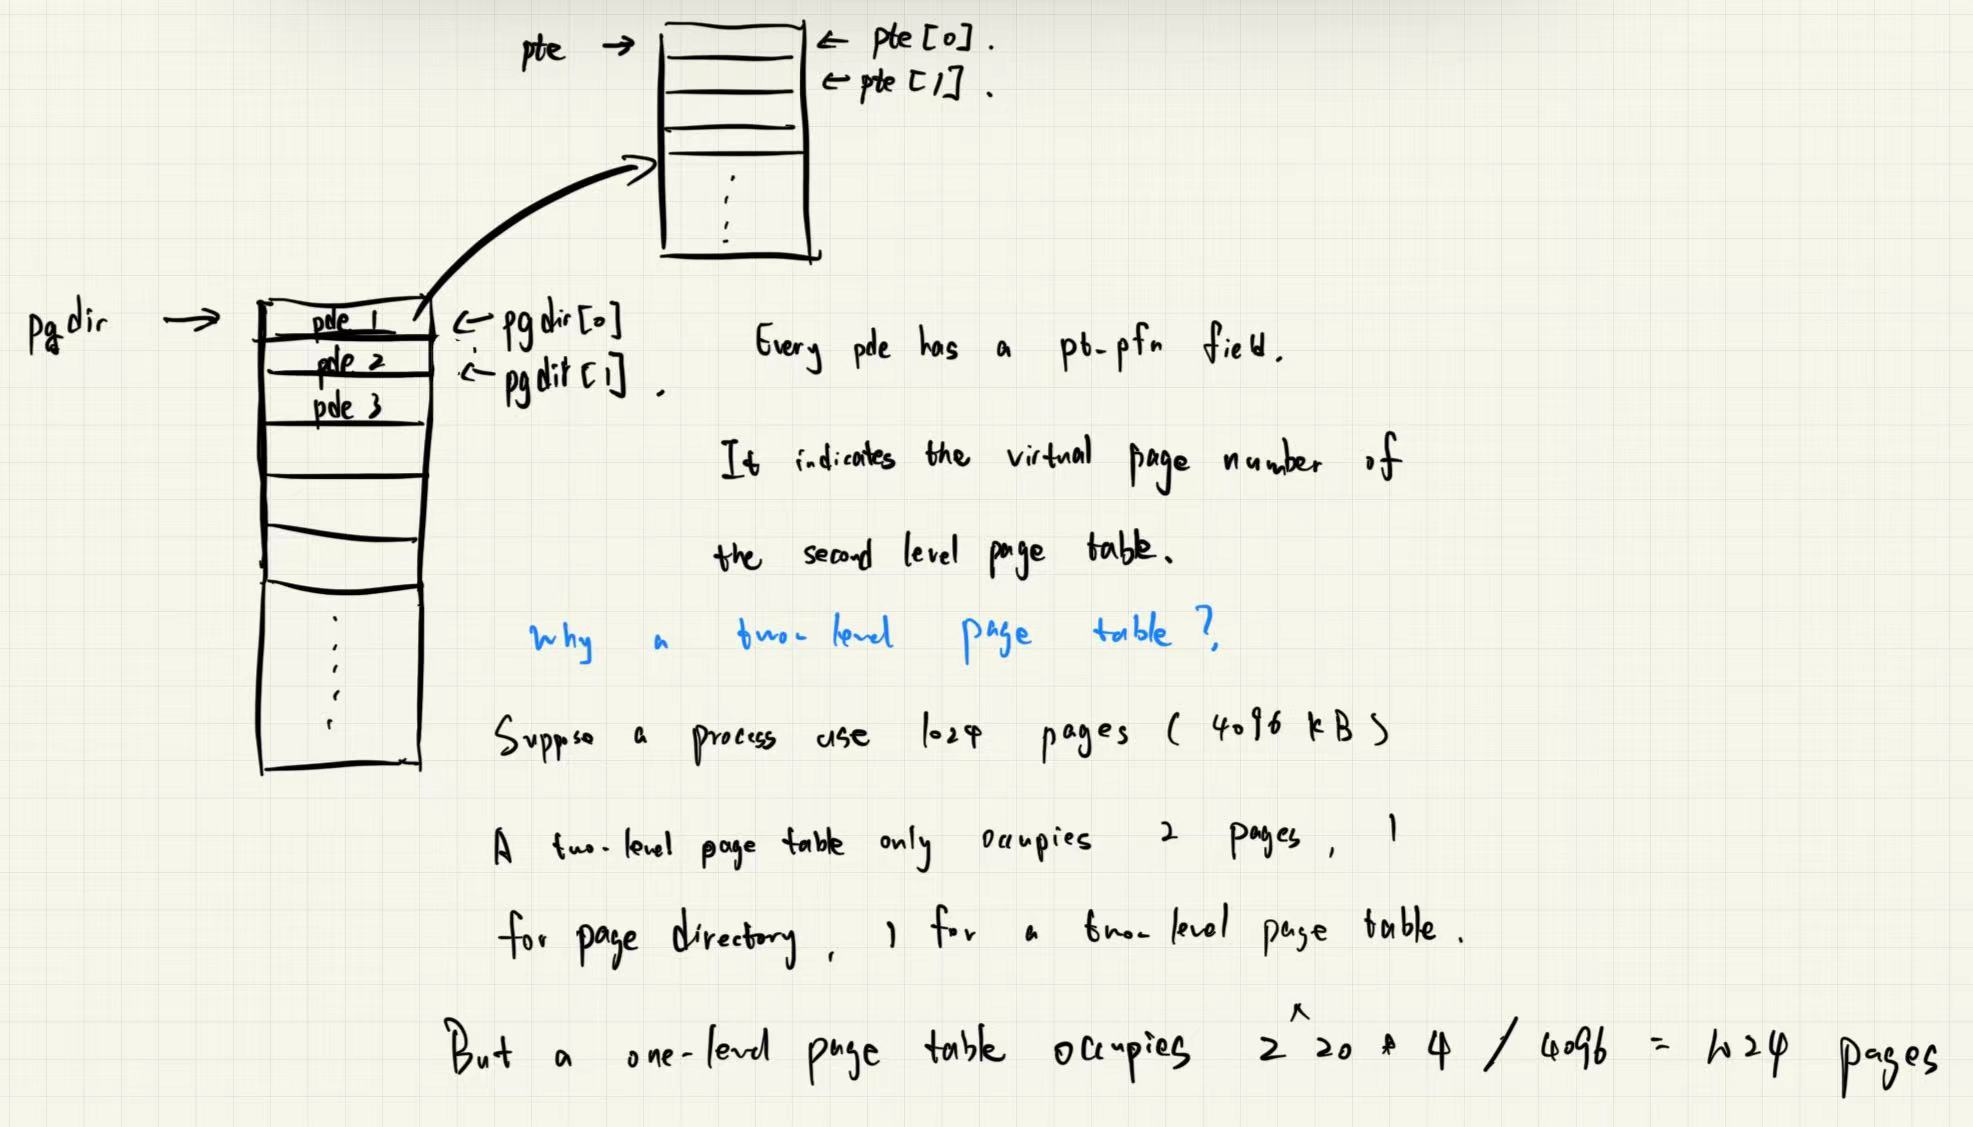 pte → ← pte [0] .
← pte [1] .
pgdir → pde 1 ← pgdir[0]
pde 2 ← pgdit[1] .
pde 3
Every pde has a pt-pfn field.
It indicates the virtual page number of
the second level page table.
Why a two-level page table?
Suppose a process use 1024 pages ( 4096 kB )
A two-level page table only occupies 2 pages , 1
for page directory , 1 for a two-level page table .
But a one-level page table occupies 2^20 * 4 / 4096 = 1024 pages